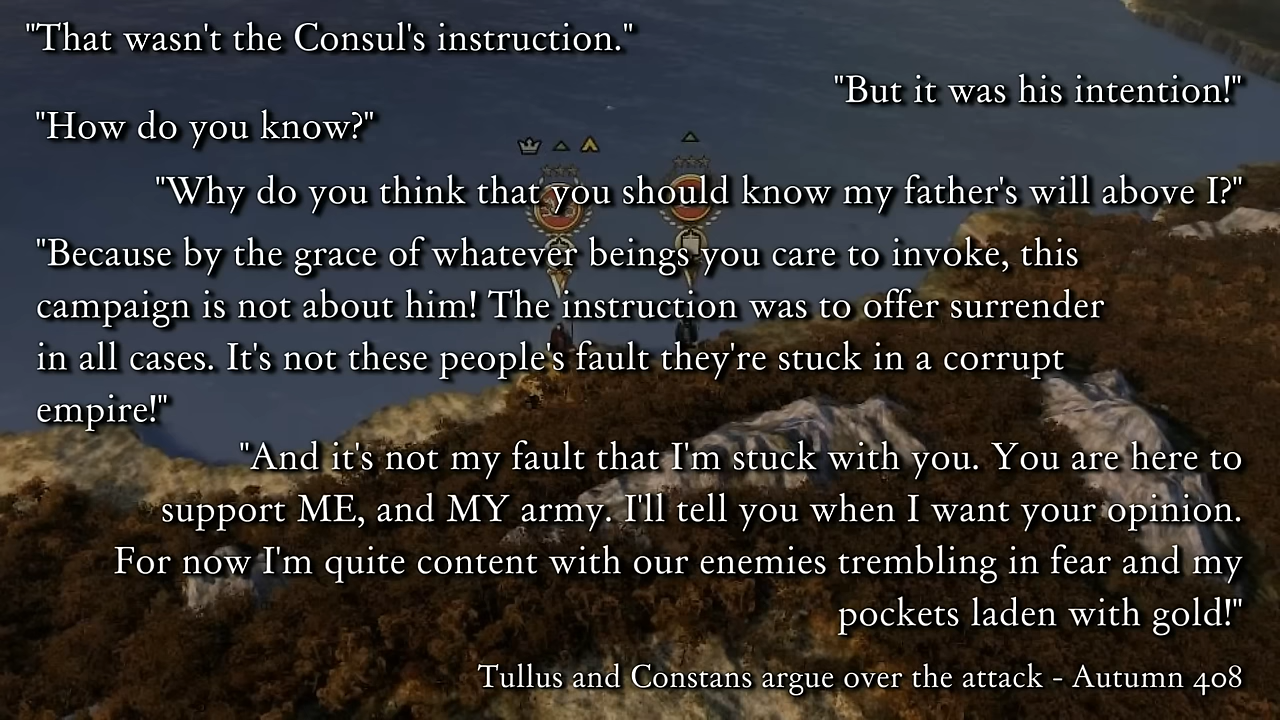 "That wasn't the Consul's instruction."
"But it was his intention!"
"How do you know?"
"Why do you think that you should know my father's will above I?"
"Because by the grace of whatever beings you care to invoke, this
campaign is not about him! The instruction was to offer surrender
in all cases. It's not these people's fault they're stuck in a corrupt
empire!"
"And it's not my fault that I'm stuck with you. You are here to
support ME, and MY army. I'll tell you when I want your opinion.
For now I'm quite content with our enemies trembling in fear and my
pockets laden with gold!"
Tullus and Constans argue over the attack - Autumn 408